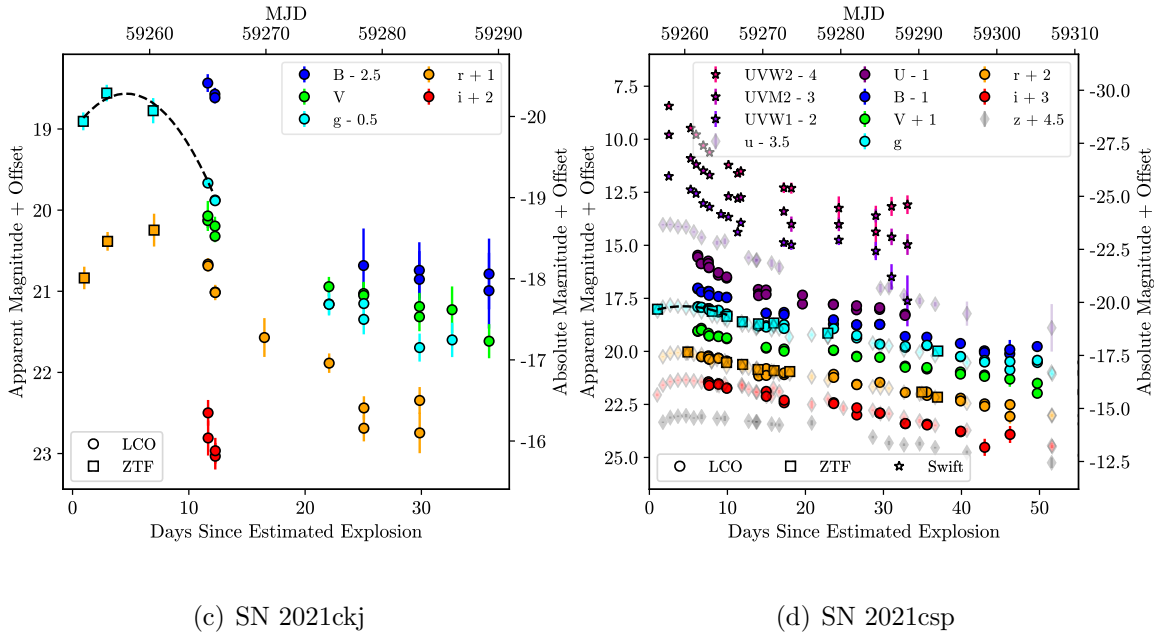 MJD
59260 59270 59280 59290
B - 2.5
V
g - 0.5
r + 1
i + 2
19
20
21
22
23
Apparent Magnitude + Offset
-20
-19
-18
-17
-16
Absolute Magnitude + Offset
LCO
ZTF
0 10 20 30
Days Since Estimated Explosion
(c) SN 2021ckj
MJD
59260 59273 59286 59300 59310
UVW2 - 4
UVM2 - 3
UVW1 - 2
u - 3.5
U - 1
B - 1
V + 1
g
r + 2
i + 3
z + 4.5
7.5
10.0
12.5
15.0
17.5
20.0
22.5
25.0
Apparent Magnitude + Offset
-30.0
-27.5
-25.0
-22.5
-20.0
-17.5
-15.0
-12.5
Absolute Magnitude + Offset
LCO ZTF Swift
0 10 20 30 40 50
Days Since Estimated Explosion
(d) SN 2021csp